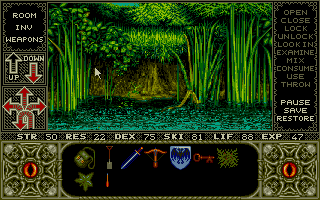 ROOM
INV
WEAPONS
UP
DOWN
OPEN
CLOSE
LOCK
UNLOCK
LOOK IN
EXAMINE
MIX
CONSUME
USE
THROW
PAUSE
SAVE
RESTORE
STR 50 RES 22 DEX 75 SKI 81 LIF 88 EXP 47